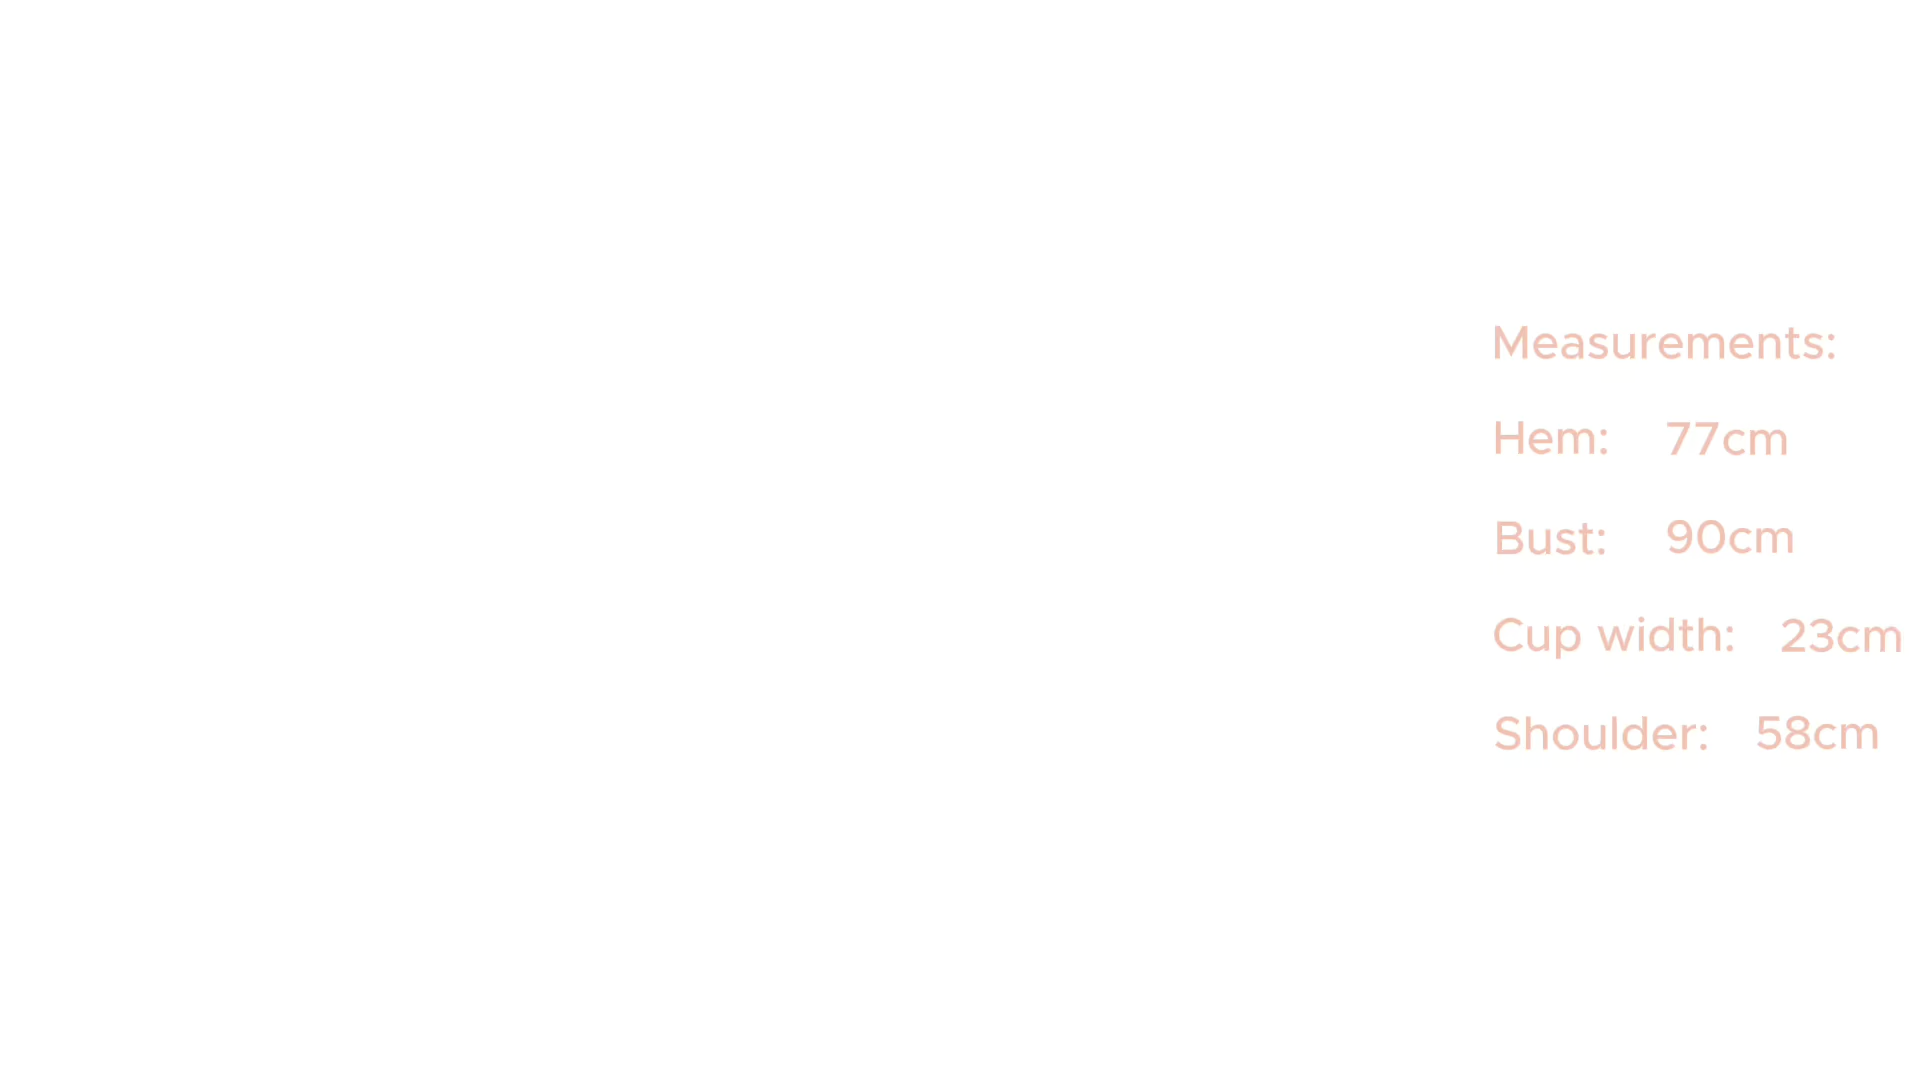 Measurements:
Hem: 77cm
Bust: 90cm
Cup width: 23cm
Shoulder: 58cm